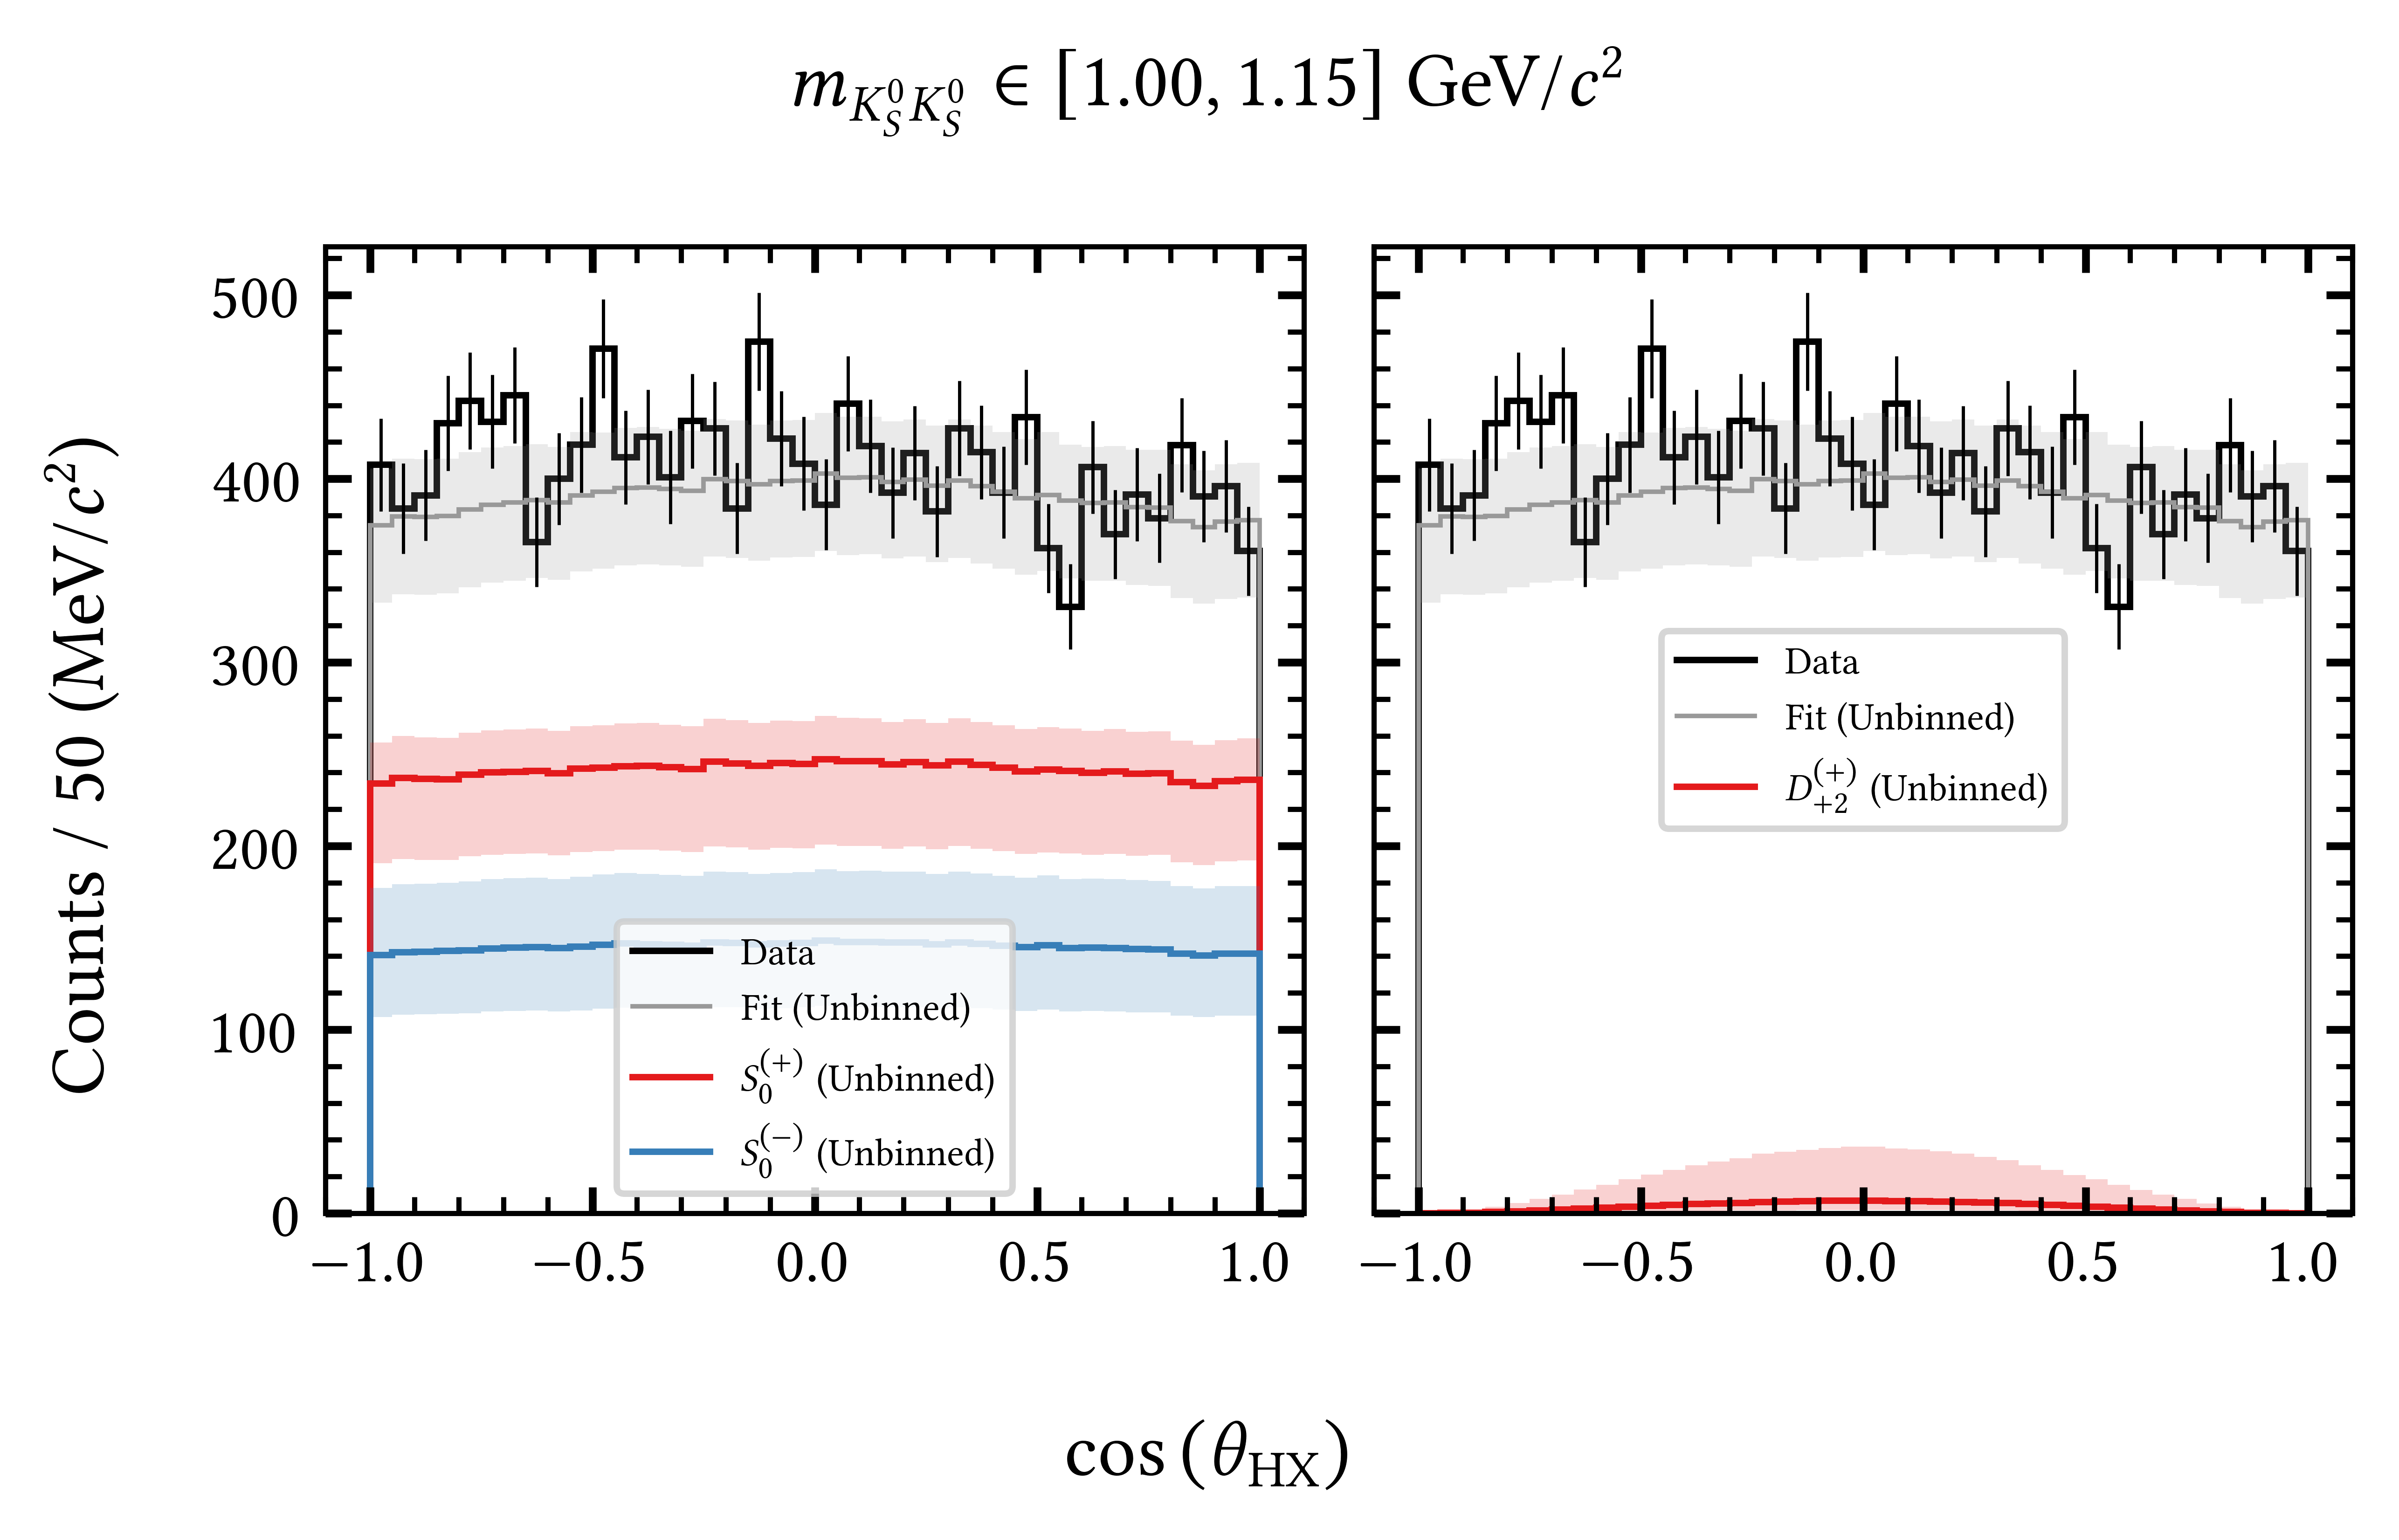 m_{K_S^0 K_S^0} ∈ [1.00, 1.15] GeV/c²
Counts / 50 (MeV/c²)
500
400
300
200
100
0
Data
Fit (Unbinned)
S_0^{(+)} (Unbinned)
S_0^{(−)} (Unbinned)
−1.0 −0.5 0.0 0.5 1.0
Data
Fit (Unbinned)
D_{+2}^{(+)} (Unbinned)
−1.0 −0.5 0.0 0.5 1.0
cos (θ_{HX})